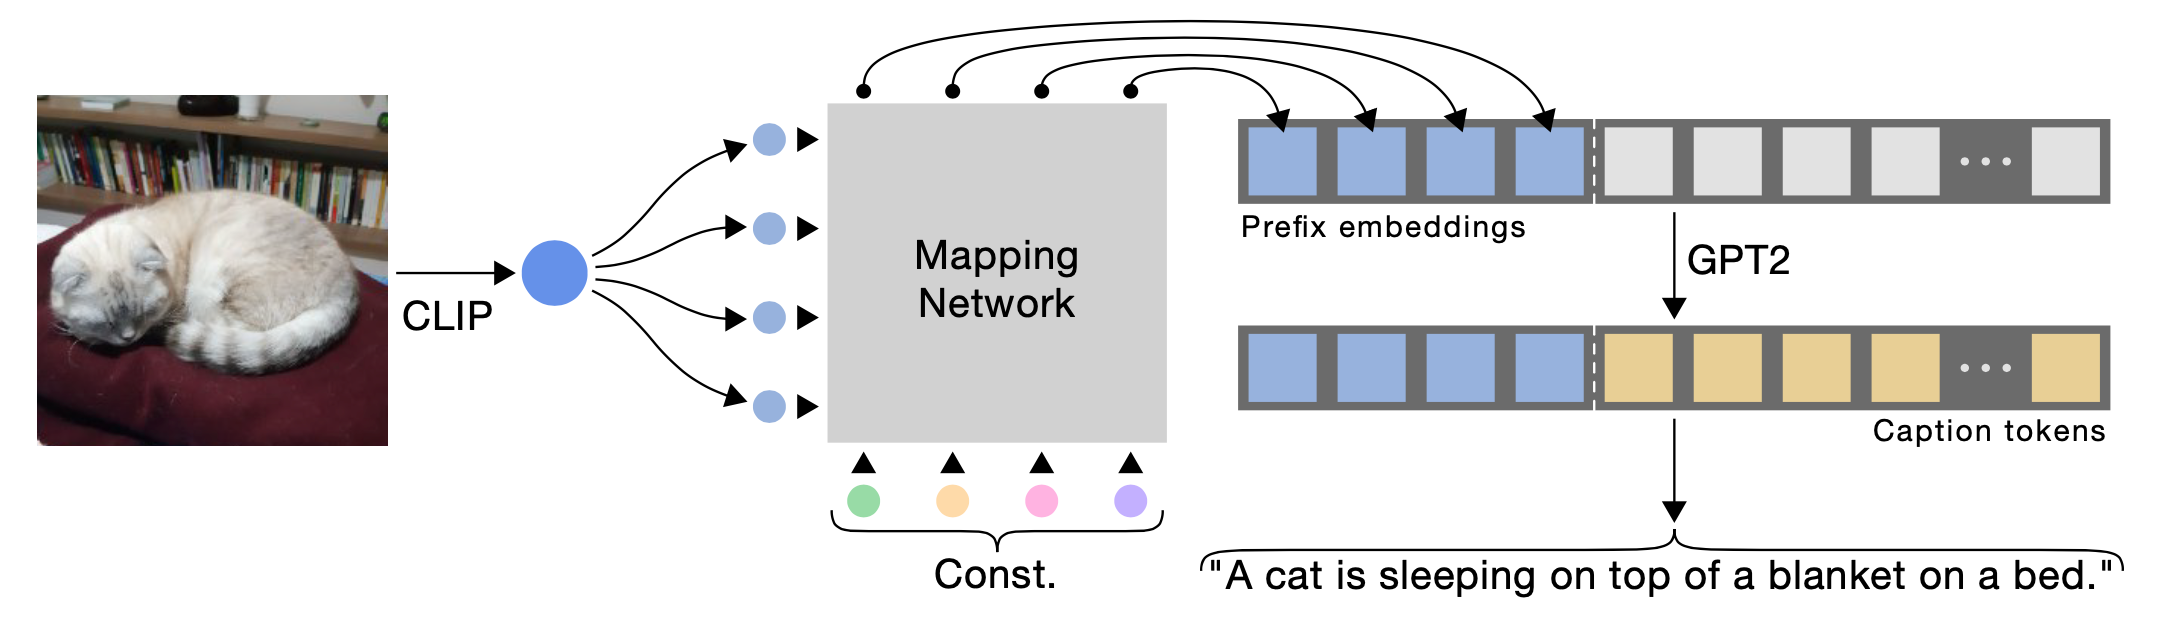 CLIP
Mapping
Network
Const.
Prefix embeddings
GPT2
Caption tokens
"A cat is sleeping on top of a blanket on a bed."